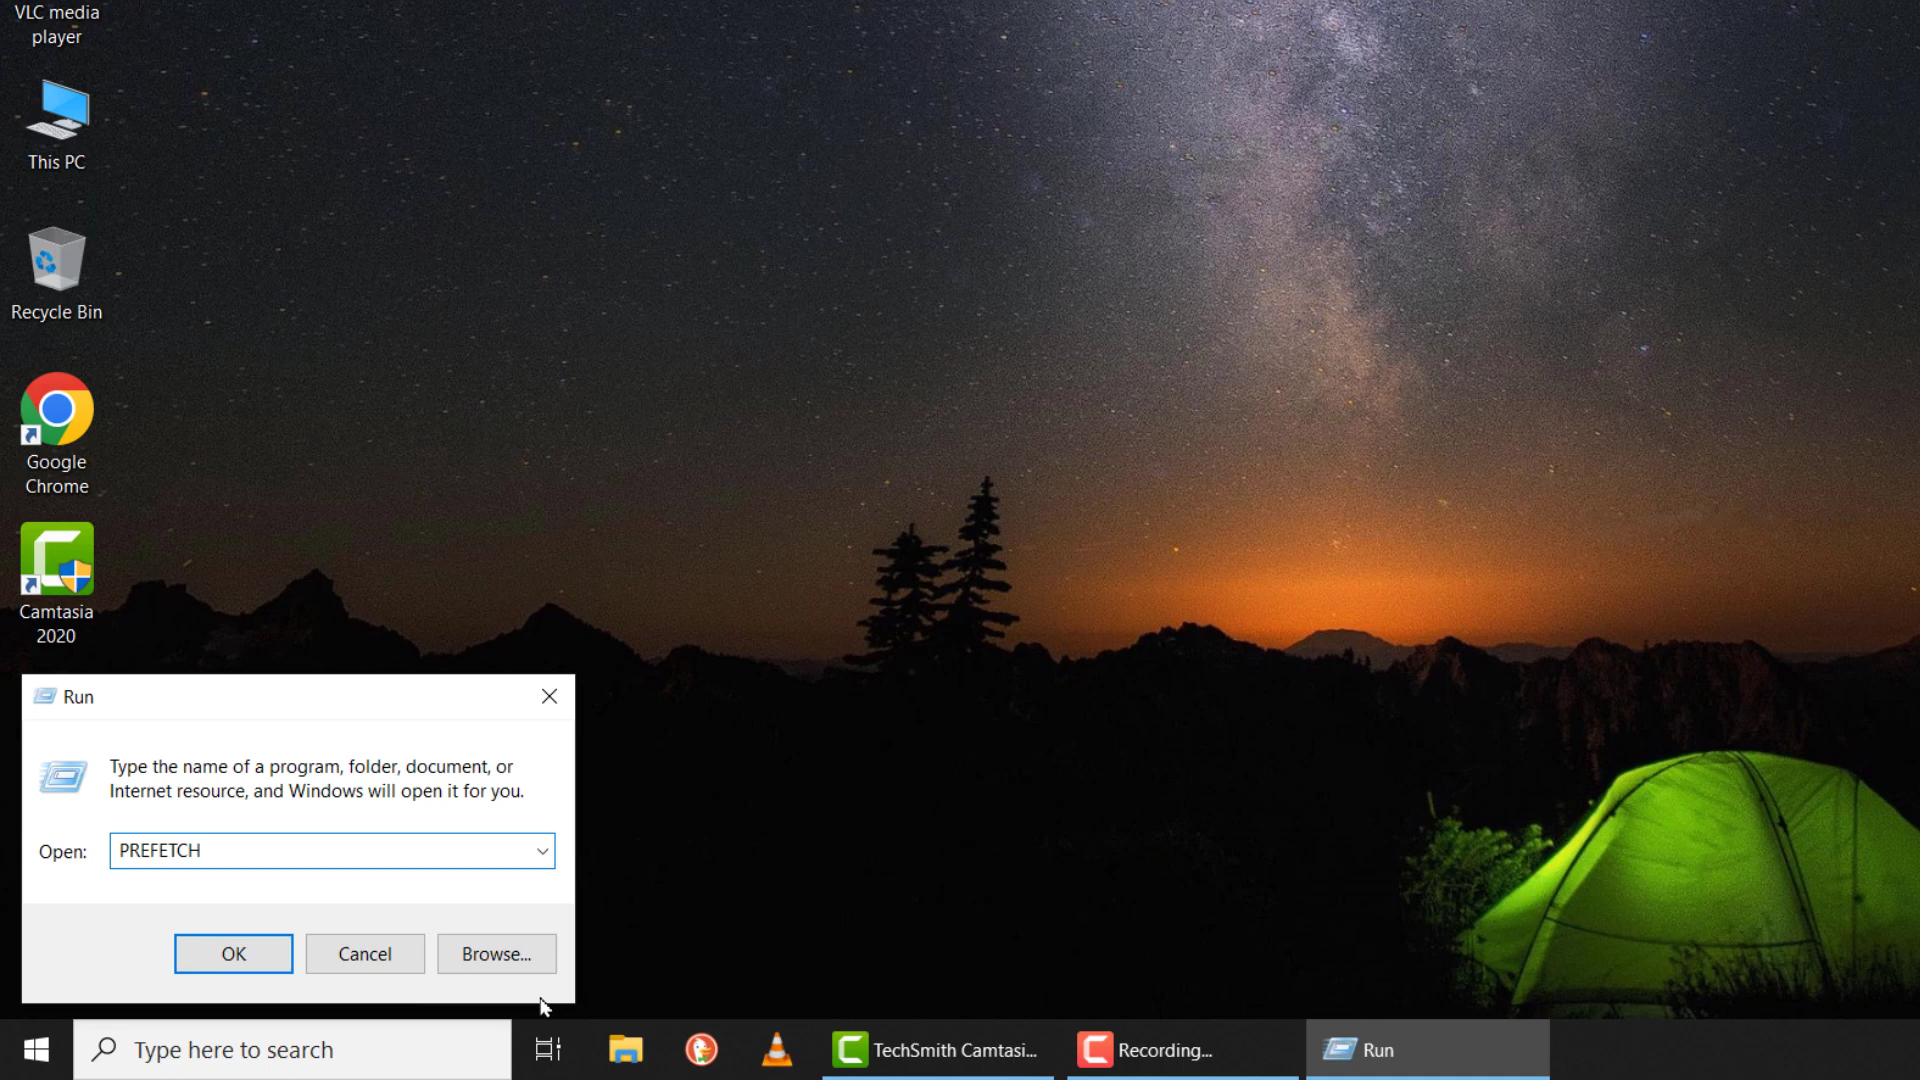 VLC media
player
This PC
Recycle Bin
Google
Chrome
Camtasia
2020
Run
Type the name of a program, folder, document, or
Internet resource, and Windows will open it for you.
Open: PREFETCH
OK Cancel Browse...
Type here to search TechSmith Camtasi... Recording... Run